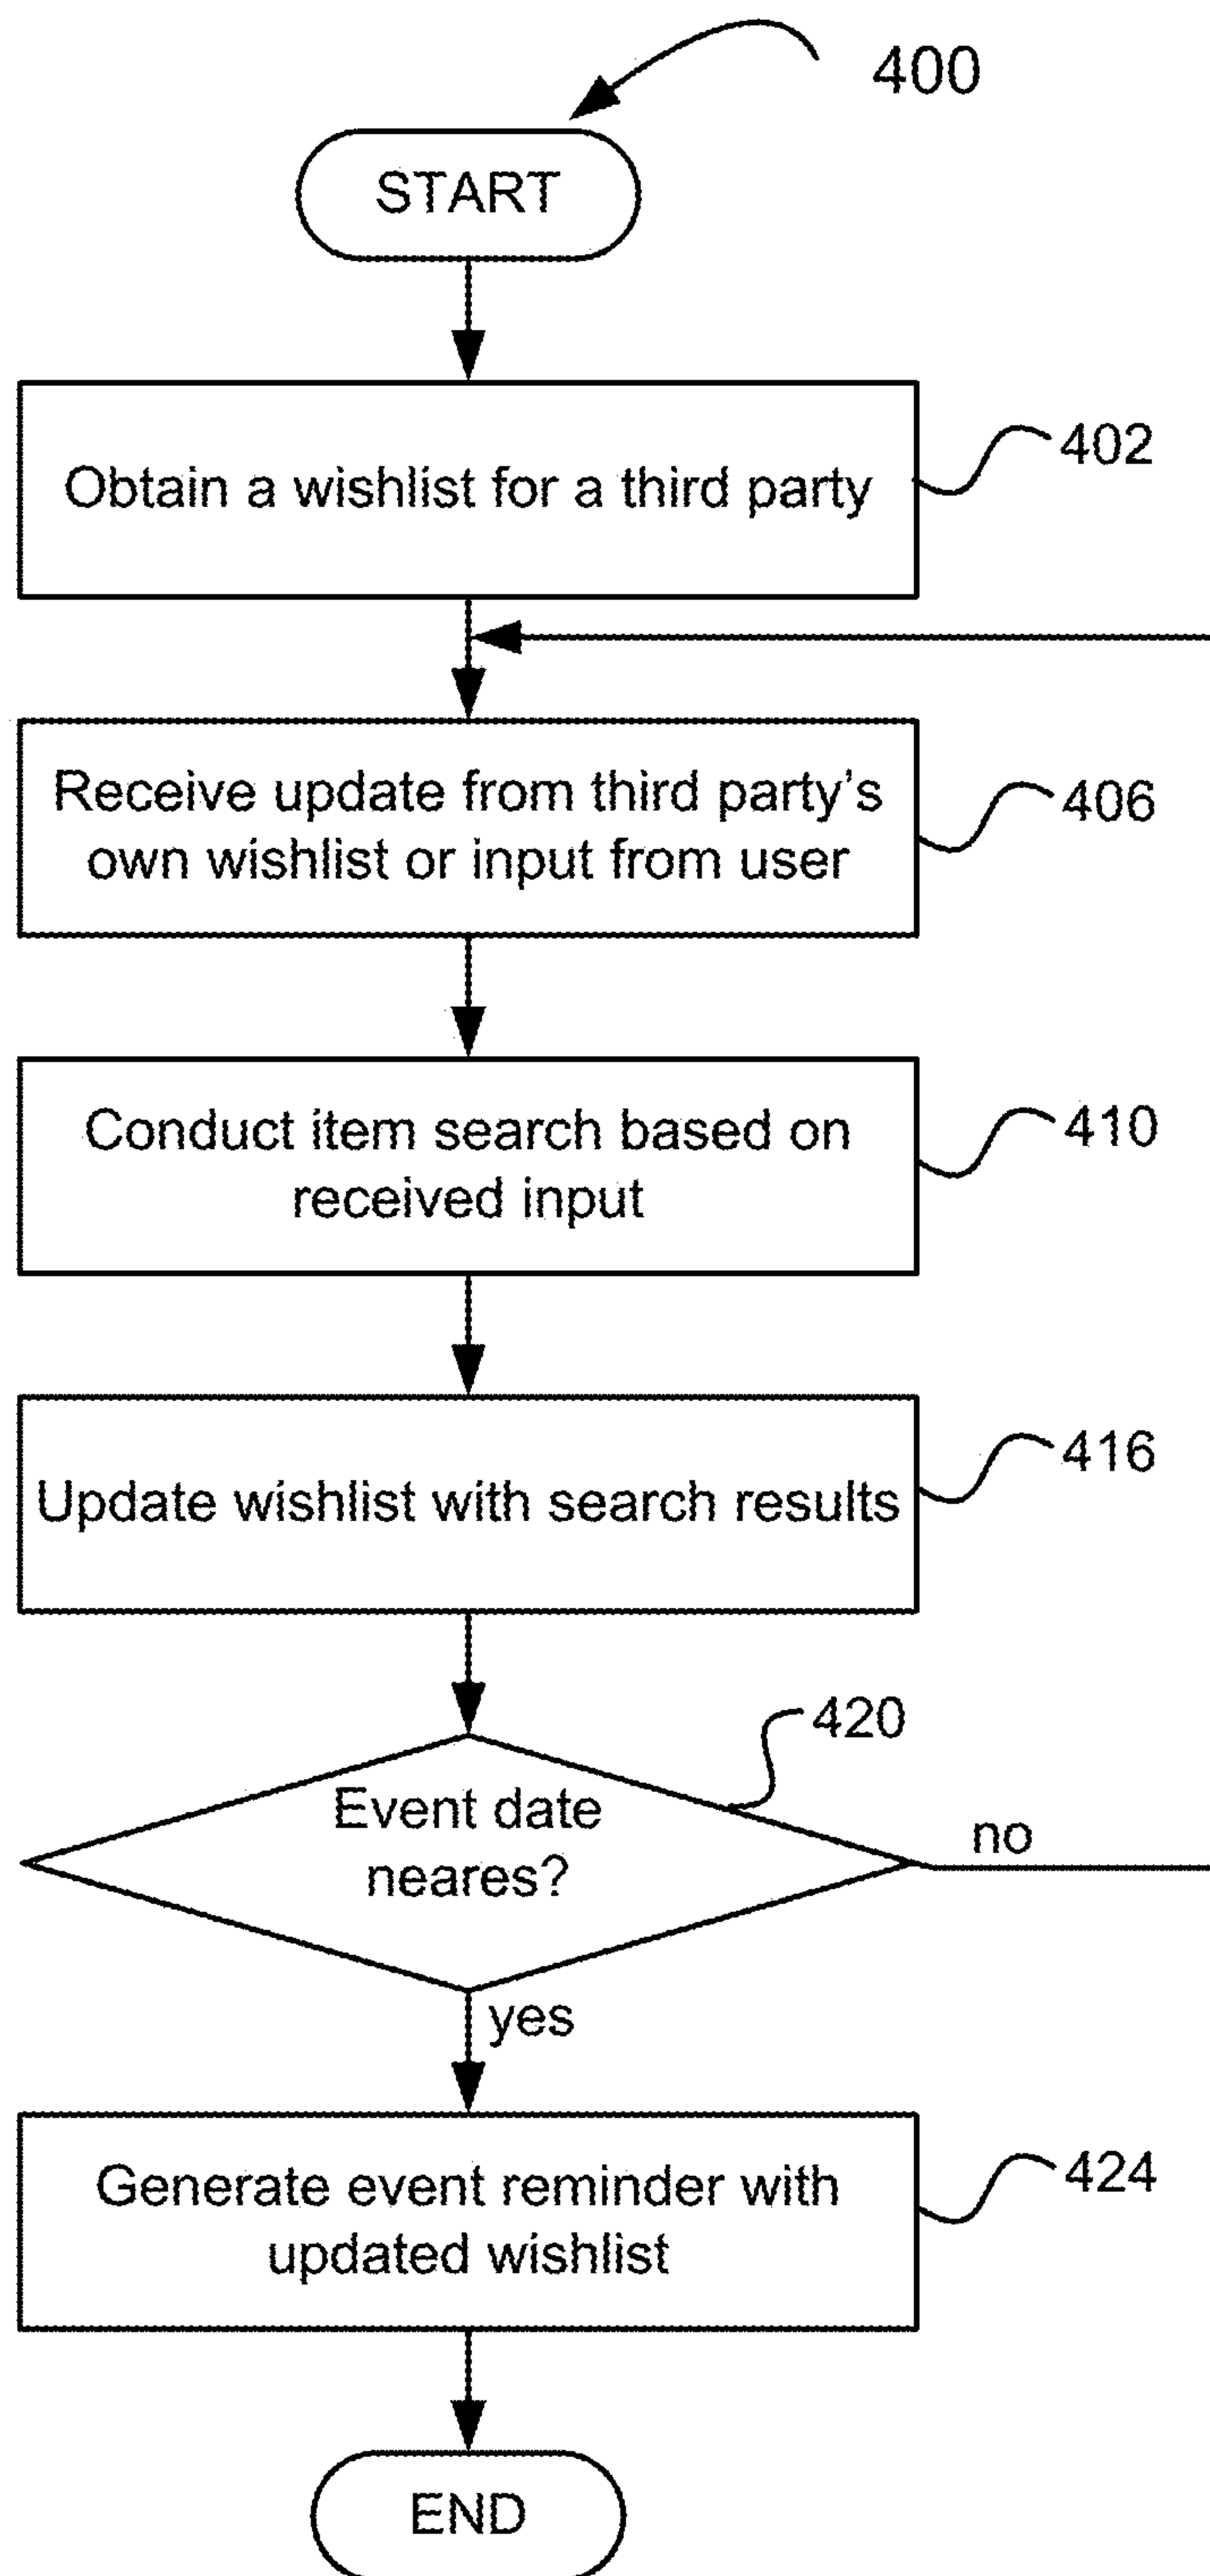 400
START
Obtain a wishlist for a third party
402
Receive update from third party’s
own wishlist or input from user
406
Conduct item search based on
received input
410
Update wishlist with search results
416
Event date
neares?
420
no
yes
Generate event reminder with
updated wishlist
424
END